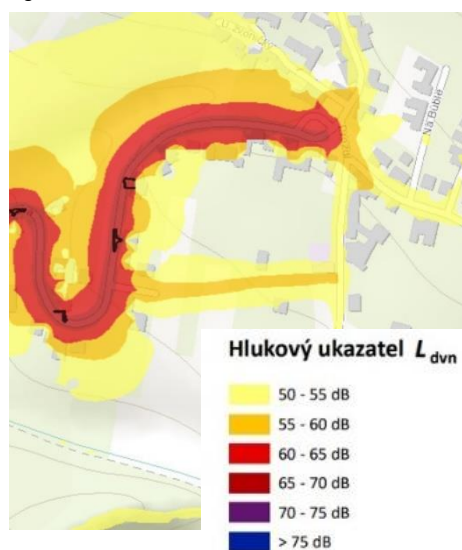 Na Bůble
Hlukový ukazatel L dvn
50 - 55 dB
55 - 60 dB
60 - 65 dB
65 - 70 dB
70 - 75 dB
> 75 dB